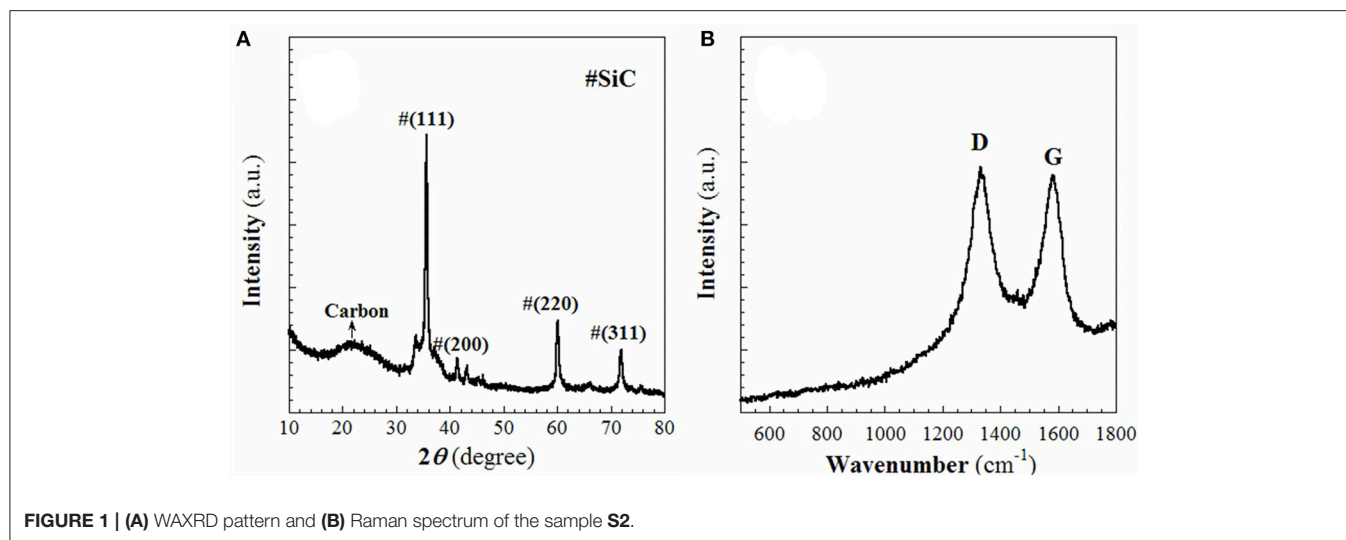 A
#SiC
#(111)
Carbon
#(200)
#(220)
#(311)
Intensity (a.u.)
10 20 30 40 50 60 70 80
2θ (degree)
B
D
G
Intensity (a.u.)
600 800 1000 1200 1400 1600 1800
Wavenumber (cm⁻¹)
FIGURE 1 | (A) WAXRD pattern and (B) Raman spectrum of the sample S2.